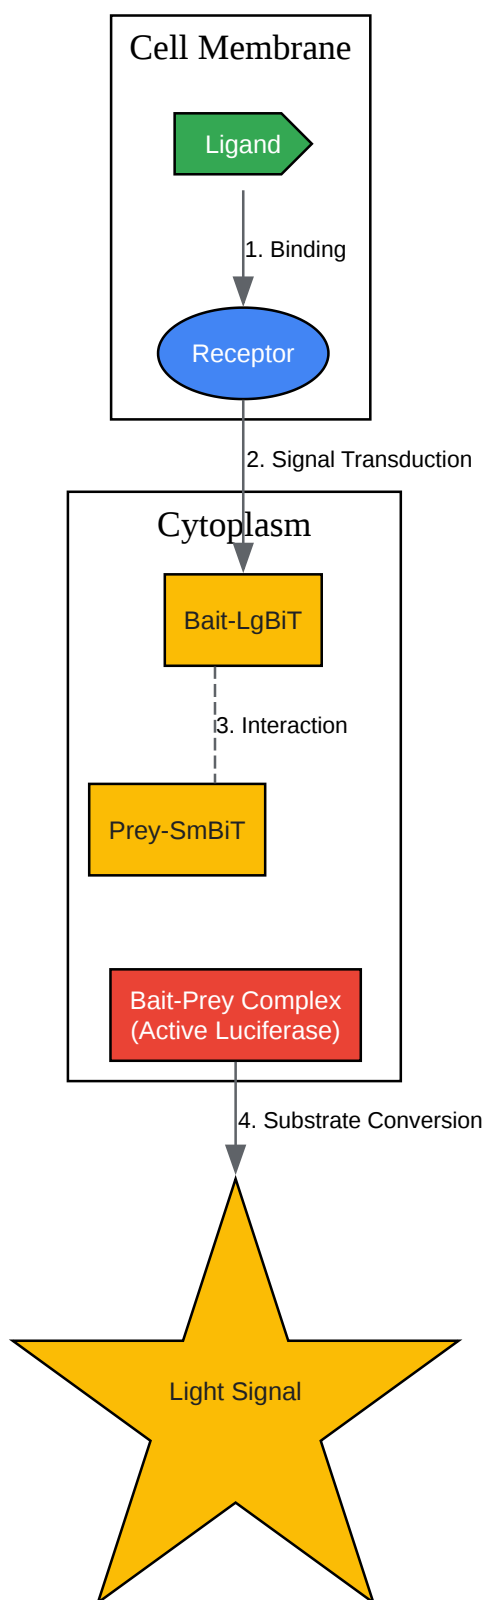 Cell Membrane
Ligand
1. Binding
Receptor
2. Signal Transduction
Cytoplasm
Bait-LgBiT
3. Interaction
Prey-SmBiT
Bait-Prey Complex
(Active Luciferase)
4. Substrate Conversion
Light Signal